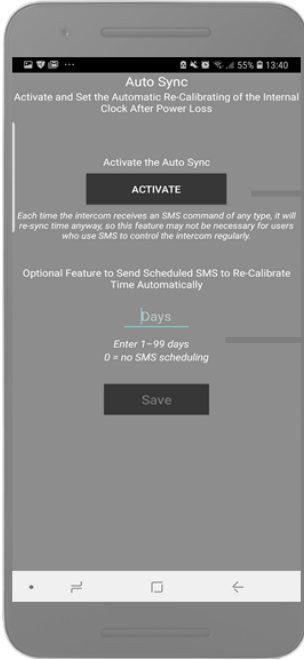 55% 13:40
Auto Sync
Activate and Set the Automatic Re-Calibrating of the Internal
Clock After Power Loss
Activate the Auto Sync
ACTIVATE
Each time the intercom receives an SMS command of any type, it will
re-sync time anyway, so this feature may not be necessary for users
who use SMS to control the intercom regularly.
Optional Feature to Send Scheduled SMS to Re-Calibrate
Time Automatically
Days
Enter 1–99 days
0 = no SMS scheduling
Save